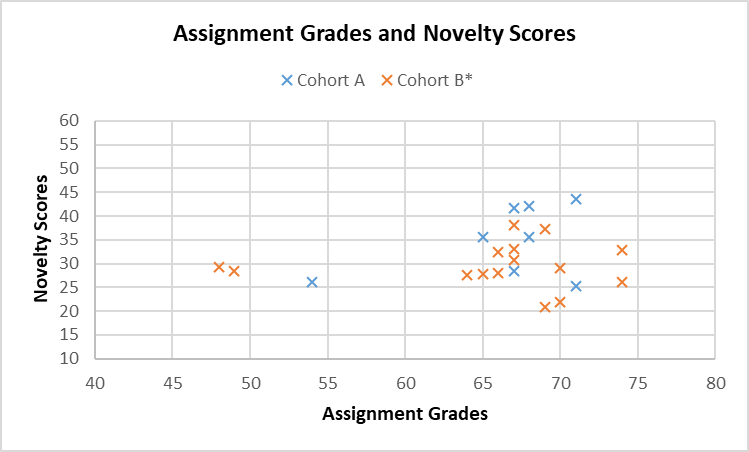 Assignment Grades and Novelty Scores
Cohort A Cohort B*
60
55
50
45
40
35
30
25
20
15
10
Novelty Scores
40 45 50 55 60 65 70 75 80
Assignment Grades